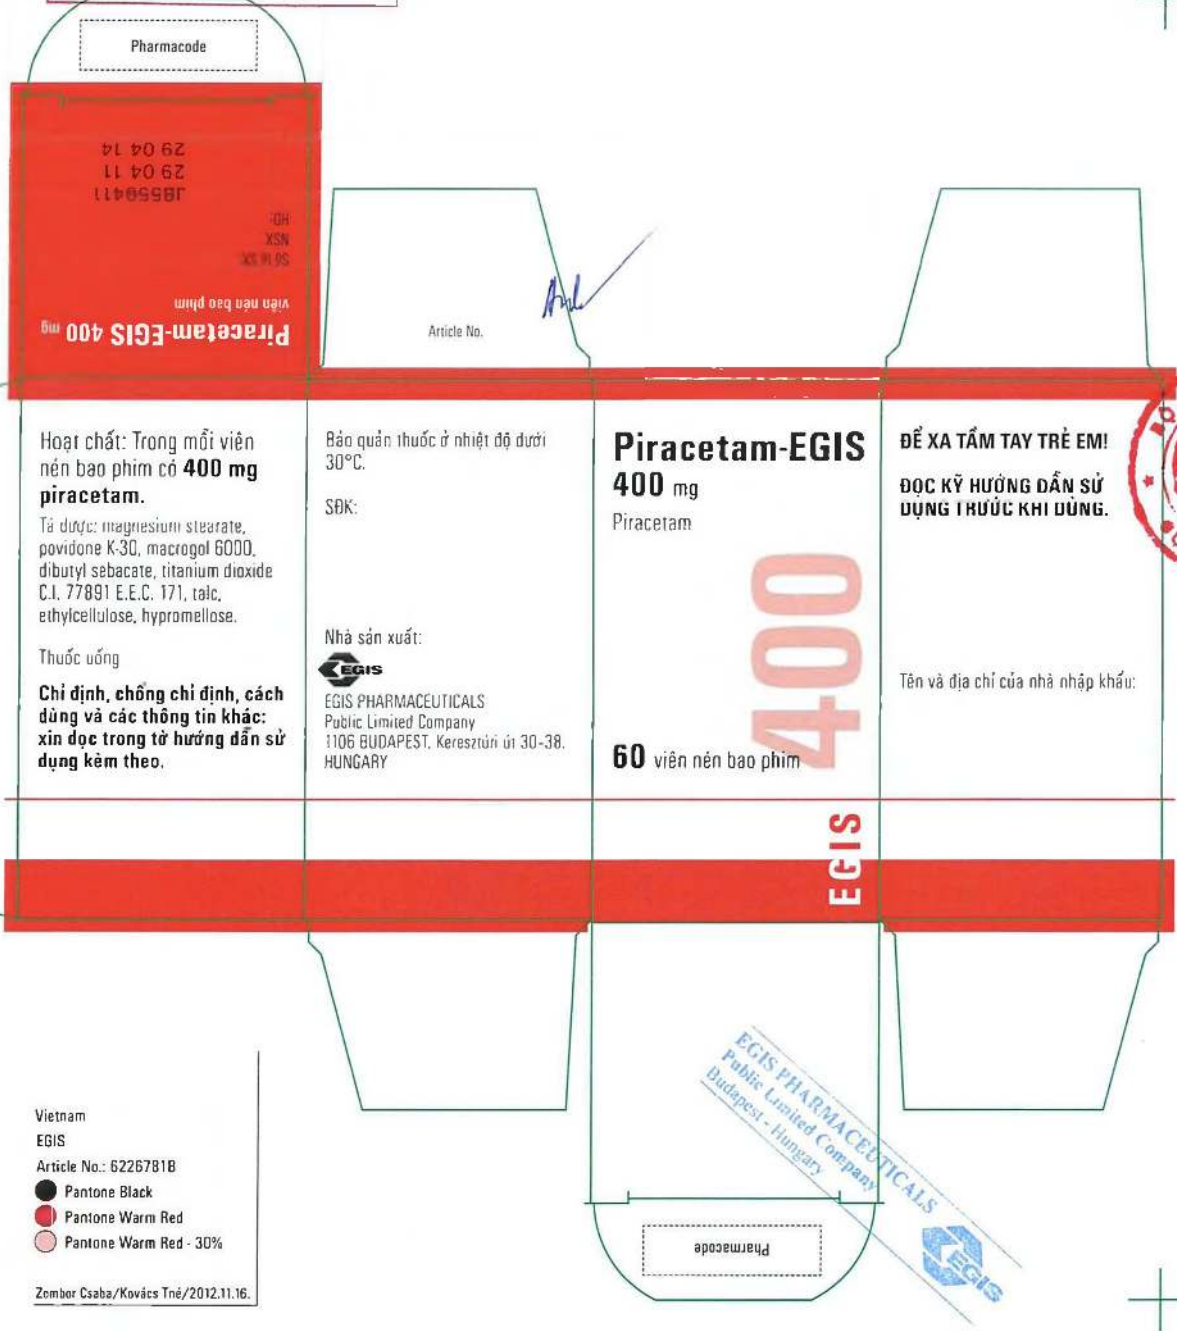 Pharmacode
Piracetam-EGIS 400 mg
viên nén bao phim
Số lô SX
NSX
HD:
JB550411
29 04 11
29 04 14
Article No.
Hoạt chất: Trong mỗi viên
nén bao phim có 400 mg
piracetam.
Tá dược: magnesium stearate,
povidone K-30, macrogol 6000,
dibutyl sebacate, titanium dioxide
C.I. 77891 E.E.C. 171, talc,
ethylcellulose, hypromellose.
Thuốc uống
Chỉ định, chống chỉ định, cách
dùng và các thông tin khác:
xin đọc trong tờ hướng dẫn sử
dụng kèm theo.
Bảo quản thuốc ở nhiệt độ dưới
30°C.
SĐK:
Nhà sản xuất:
EGIS
EGIS PHARMACEUTICALS
Public Limited Company
1106 BUDAPEST, Keresztúri út 30-38.
HUNGARY
Piracetam-EGIS
400 mg
Piracetam
400
60 viên nén bao phim
EGIS
ĐỂ XA TẦM TAY TRẺ EM!
ĐỌC KỸ HƯỚNG DẪN SỬ
DỤNG TRƯỚC KHI DÙNG.
Tên và địa chỉ của nhà nhập khẩu:
Vietnam
EGIS
Article No.: 6226781B
Pantone Black
Pantone Warm Red
Pantone Warm Red - 30%
Zombor Csaba/Kovács Tné/2012.11.16.
EGIS PHARMACEUTICALS
Public Limited Company
Budapest - Hungary
EGIS
Pharmacode